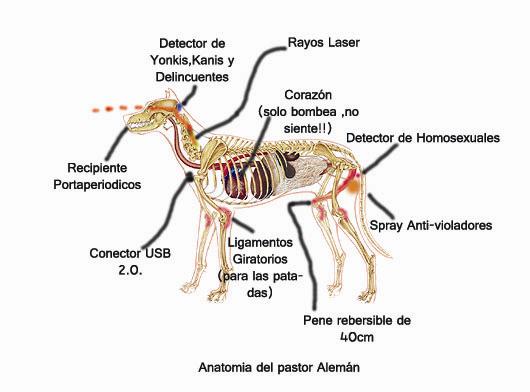 Detector de
Yonkis,Kanis y
Delincuentes
Rayos Laser
Corazón
(solo bombea ,no
siente!!)
Detector de Homosexuales
Recipiente
Portaperiodicos
Spray Anti-violadores
Conector USB
2.0.
Ligamentos
Giratorios
(para las pata-
das)
Pene rebersible de
40cm
Anatomia del pastor Alemán